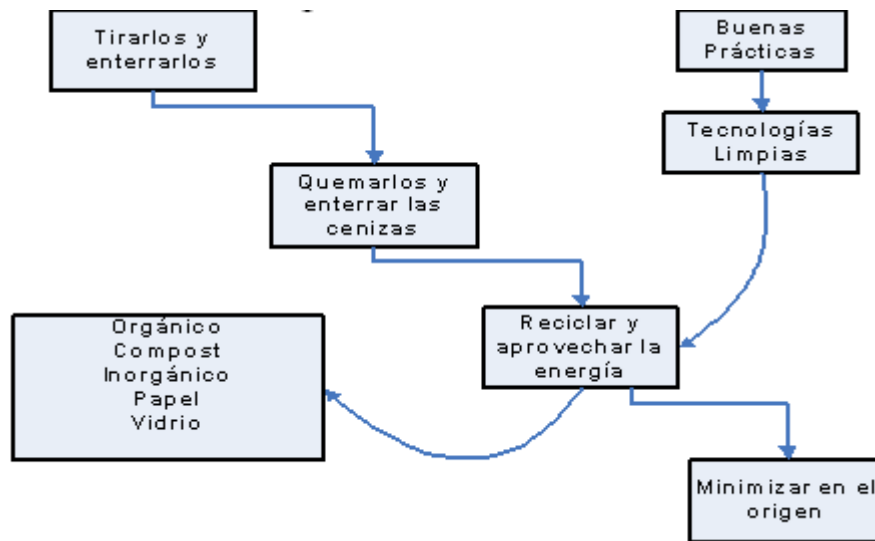 Tirarlos y
enterrarlos
Buenas
Prácticas
Tecnologías
Limpias
Quemarlos y
enterrar las
cenizas
Reciclar y
aprovechar la
energía
Orgánico
Compost
Inorgánico
Papel
Vidrio
Minimizar en el
origen